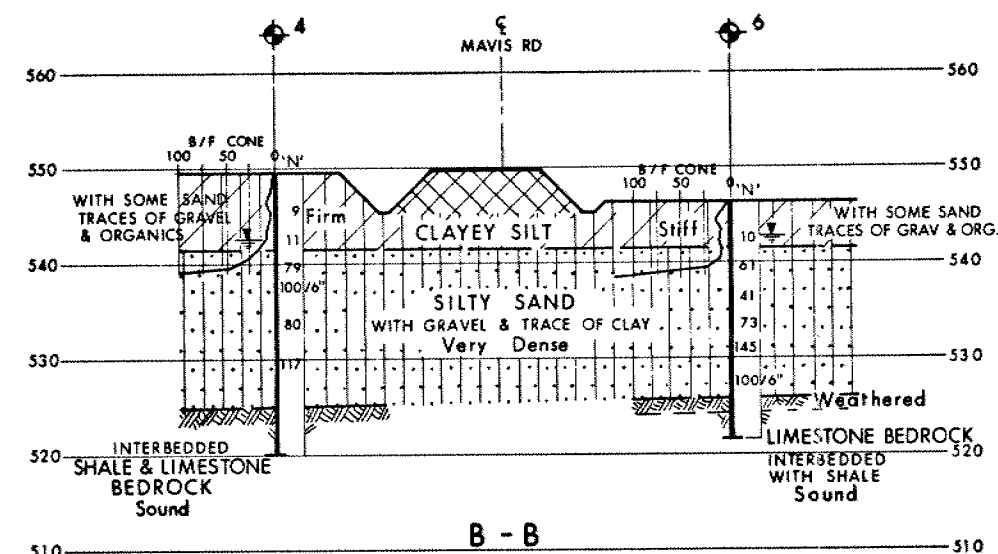 4
℄
MAVIS RD
6
560
560
B/F CONE
100 50 0 'N'
550
550
B/F CONE
100 50 0 'N'
WITH SOME SAND
TRACES OF GRAVEL
& ORGANICS
9
Firm
11
CLAYEY SILT
Stiff
10
WITH SOME SAND
TRACES OF GRAV & ORG.
540
540
79
100/6"
80
117
SILTY SAND
WITH GRAVEL & TRACE OF CLAY
Very Dense
61
41
73
145
100/6"
530
530
Weathered
INTERBEDDED
SHALE & LIMESTONE
BEDROCK
Sound
520
LIMESTONE BEDROCK
520
INTERBEDDED
WITH SHALE
Sound
B - B
510
510